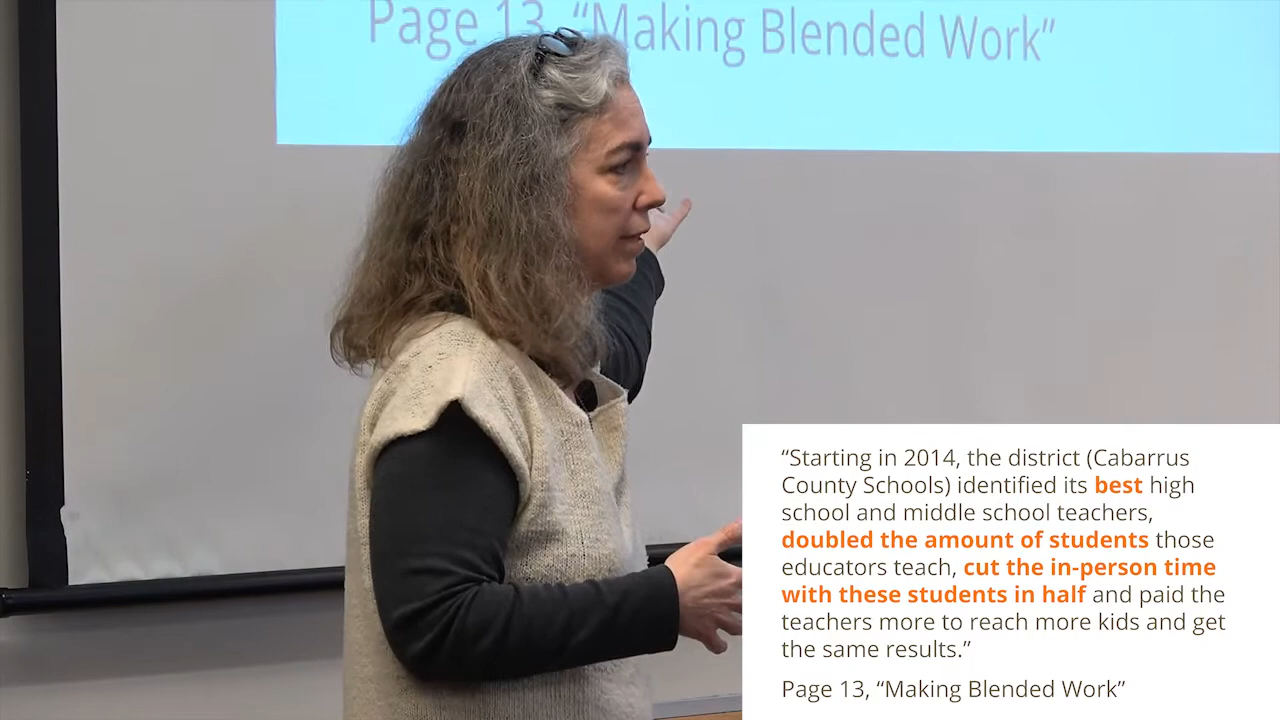 Page 13, “Making Blended Work”
“Starting in 2014, the district (Cabarrus
County Schools) identified its best high
school and middle school teachers,
doubled the amount of students those
educators teach, cut the in-person time
with these students in half and paid the
teachers more to reach more kids and get
the same results.”
Page 13, “Making Blended Work”